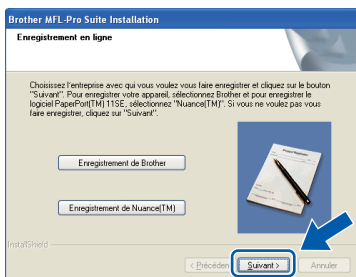 Brother MFL-Pro Suite Installation
Enregistrement en ligne
Choisissez l'entreprise avec qui vous voulez vous faire enregistrer et cliquez sur le bouton
"Suivant". Pour enregistrer votre appareil, sélectionnez Brother et pour enregistrer le
logiciel PaperPort(TM) 11SE, sélectionnez "Nuance(TM)". Si vous ne voulez pas vous
faire enregistrer, cliquez sur "Suivant".
Enregistrement de Brother
Enregistrement de Nuance(TM)
InstallShield
< Précéden
Suivant >
Annuler